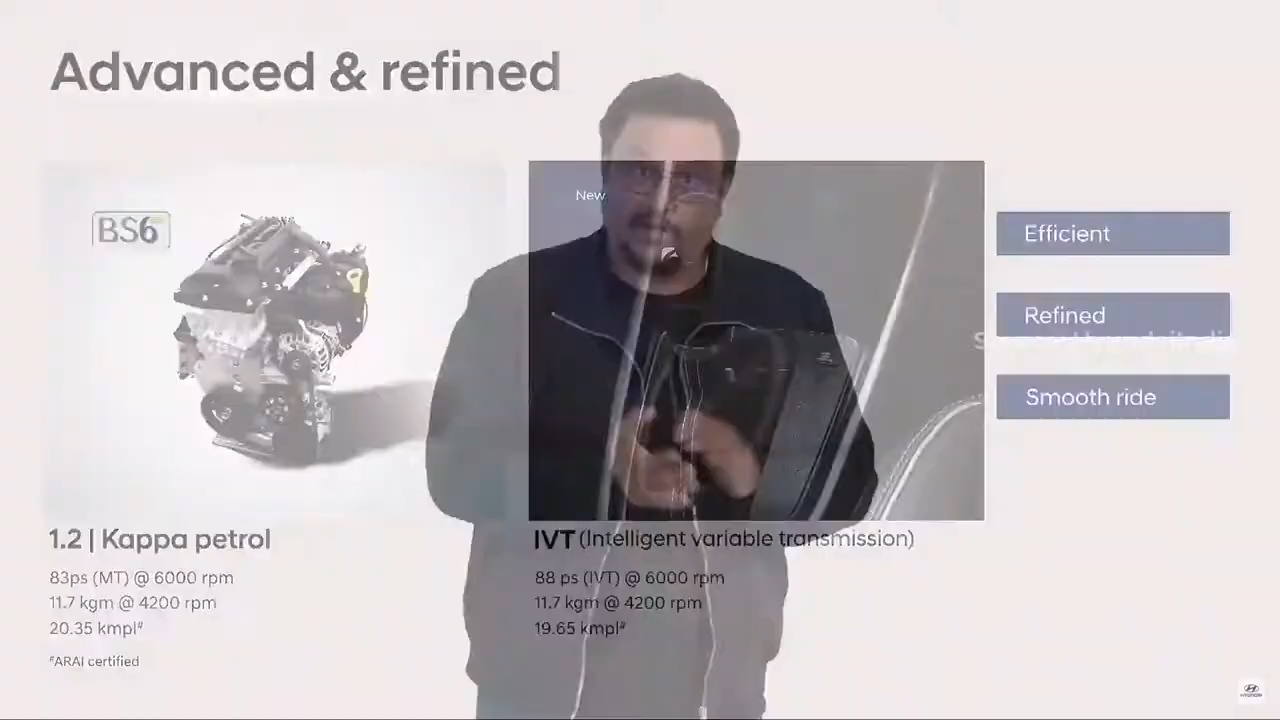 Advanced & refined
BS6
New
Efficient
Refined
Smooth ride
1.2 | Kappa petrol
83ps (MT) @ 6000 rpm
11.7 kgm @ 4200 rpm
20.35 kmpl#
#ARAI certified
IVT (Intelligent variable transmission)
88 ps (IVT) @ 6000 rpm
11.7 kgm @ 4200 rpm
19.65 kmpl#
HYUNDAI